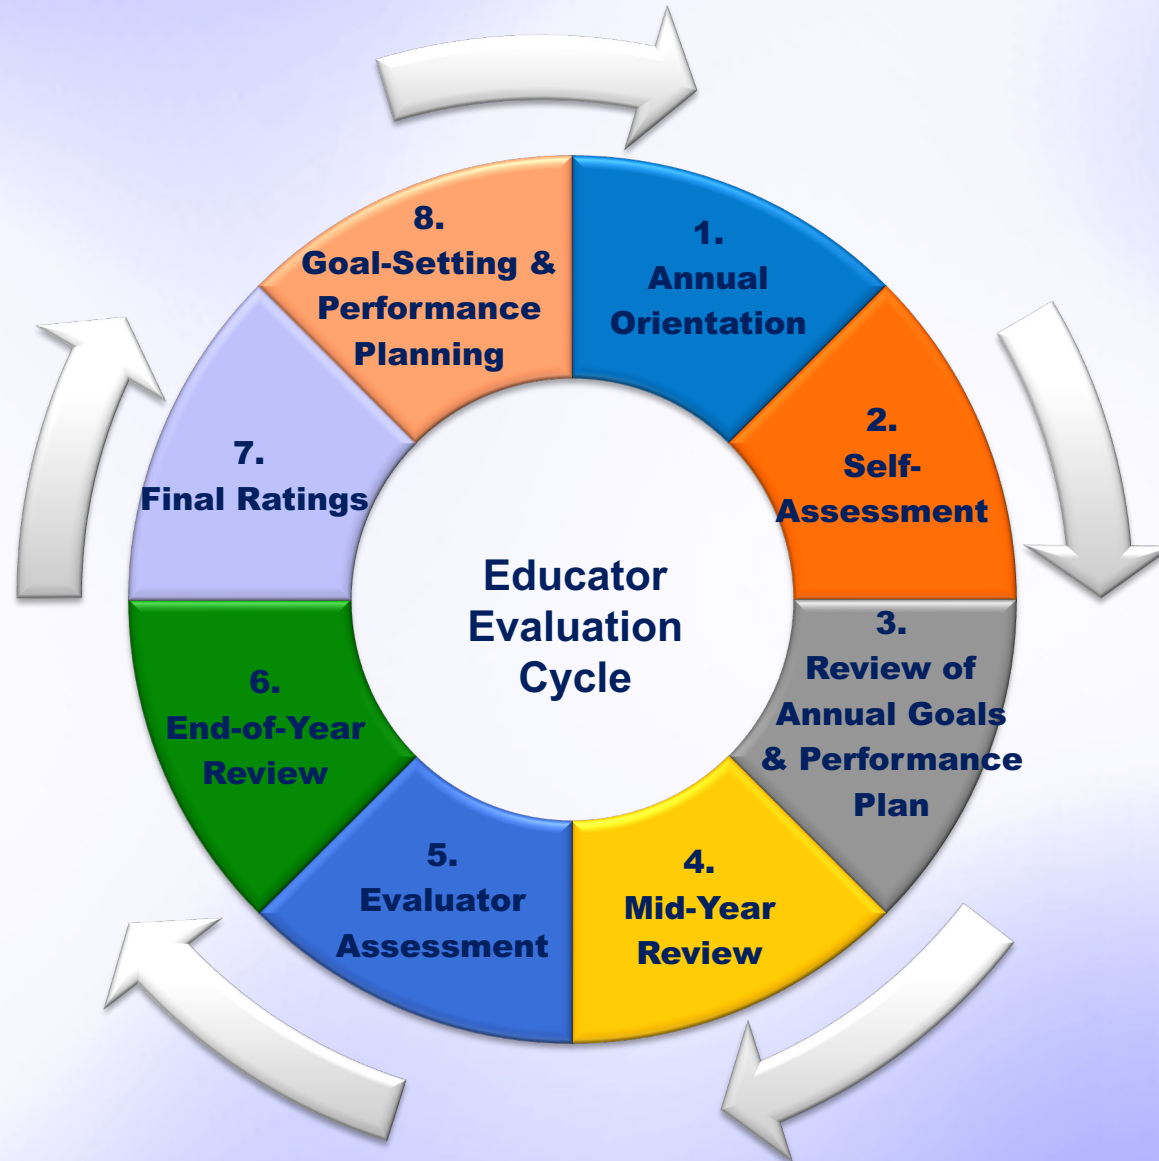 Educator
Evaluation
Cycle
1.
Annual
Orientation
2.
Self-
Assessment
3.
Review of
Annual Goals
& Performance
Plan
4.
Mid-Year
Review
5.
Evaluator
Assessment
6.
End-of-Year
Review
7.
Final Ratings
8.
Goal-Setting &
Performance
Planning